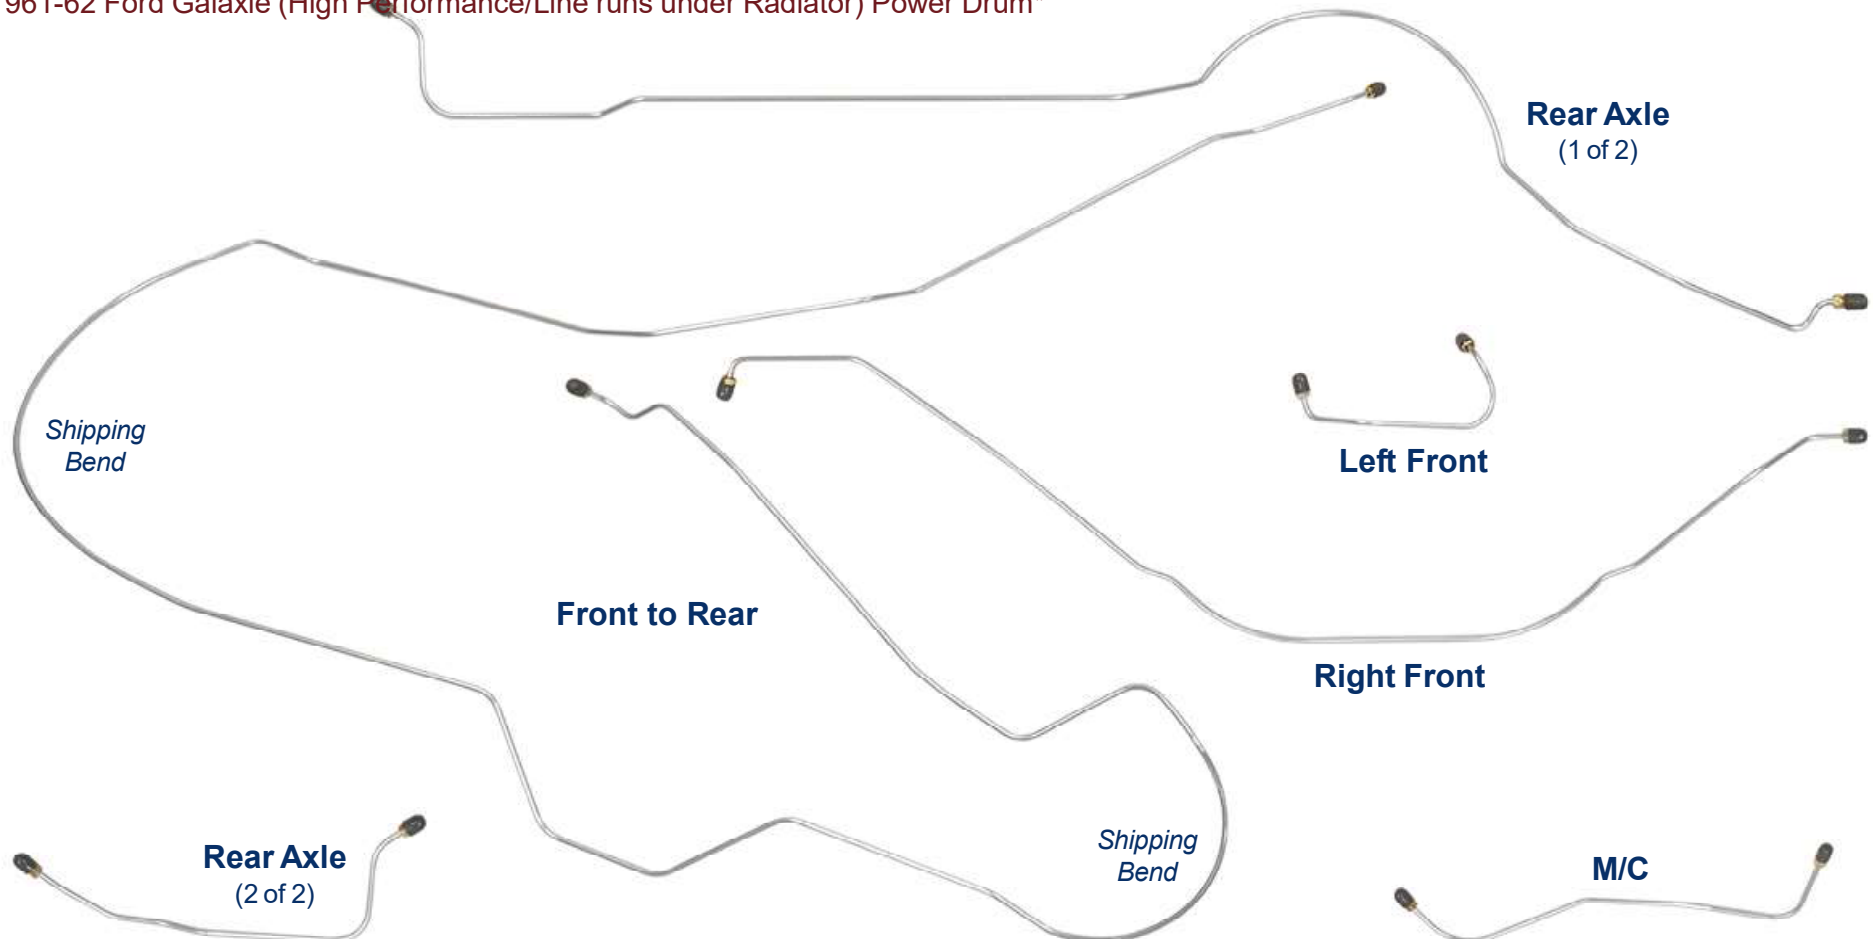 961-62 Ford Galaxie (High Performance/Line runs under Radiator) Power Drum"
Rear Axle
(1 of 2)
Shipping
Bend
Left Front
Front to Rear
Right Front
Rear Axle
(2 of 2)
Shipping
Bend
M/C